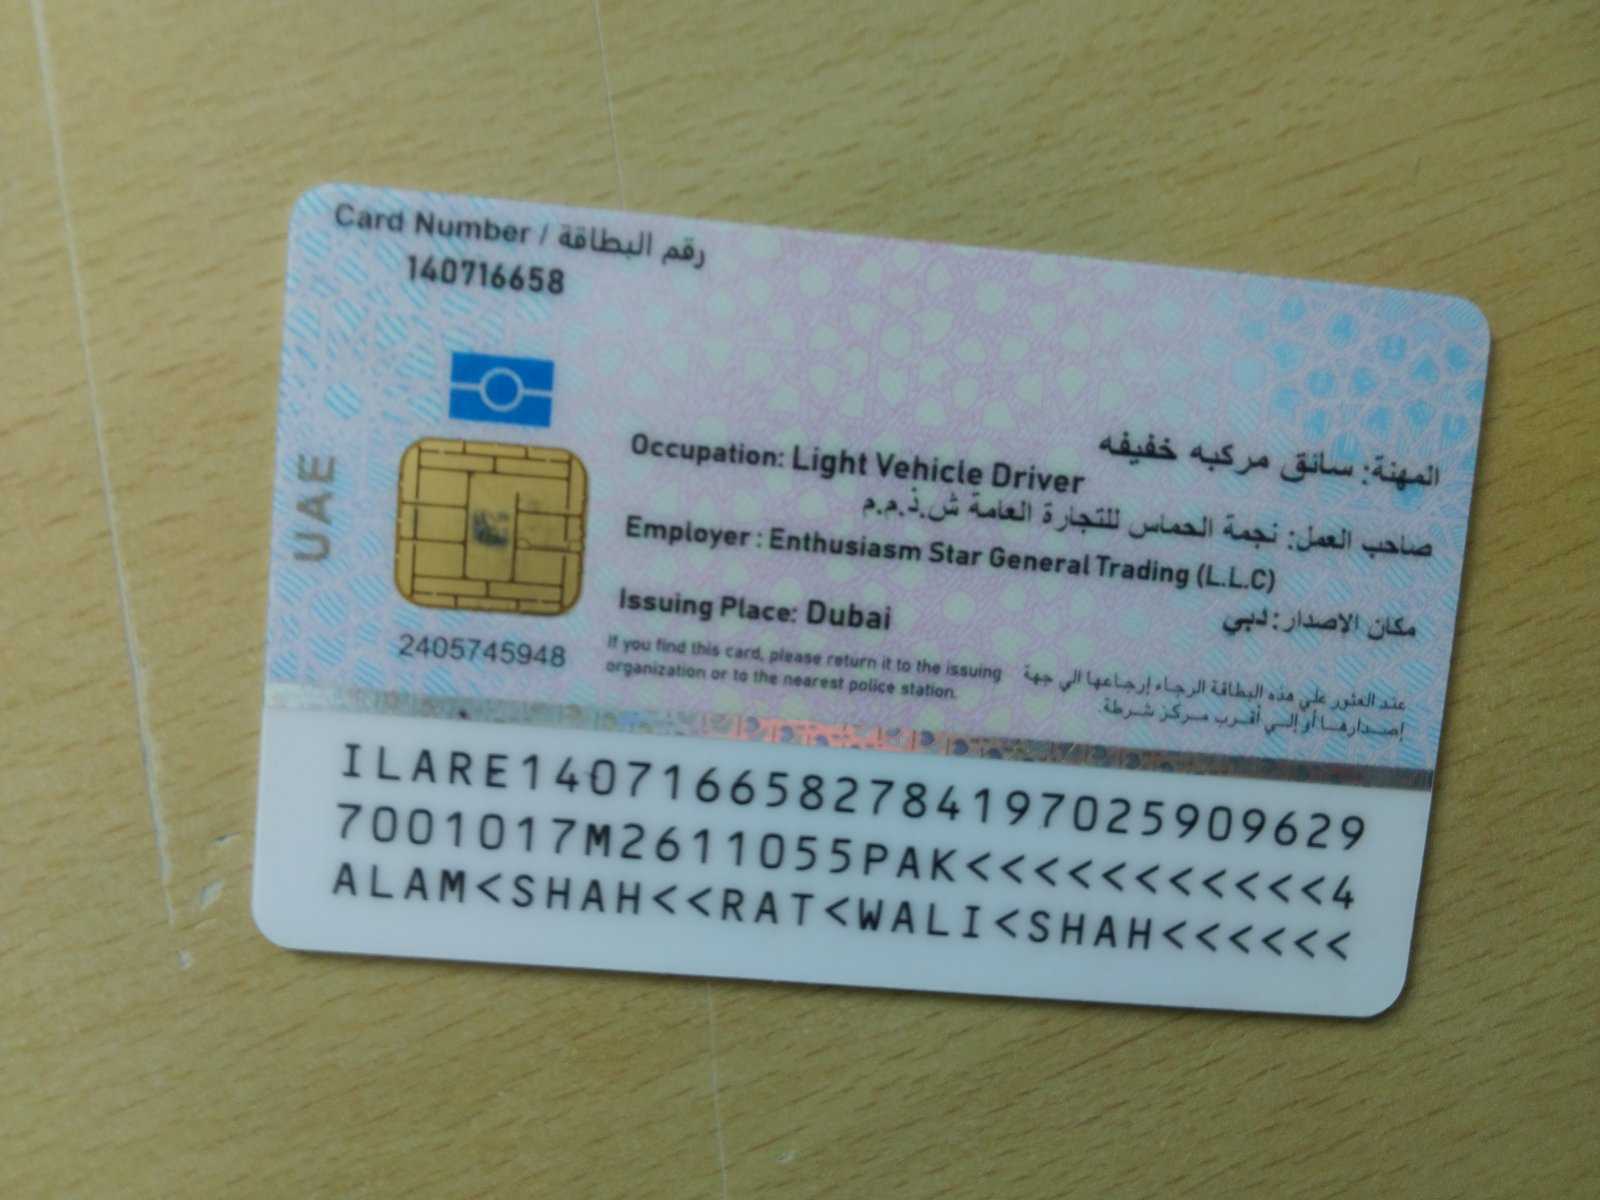 Card Number / رقم البطاقة
140716658
UAE
Occupation: Light Vehicle Driver المهنة: سائق مركبه خفيفه
صاحب العمل: نجمة الحماس للتجارة العامة ش.ذ.م.م
Employer : Enthusiasm Star General Trading (L.L.C)
Issuing Place: Dubai مكان الاصدار: دبي
2405745948
If you find this card, please return it to the issuing
organization or to the nearest police station.
عند العثور علي هذه البطاقة الرجاء إرجاعها الي جهة
إصدارها أو إلي أقرب مركز شرطة
ILARE1407166582784197025909629
7001017M2611055PAK<<<<<<<<<<<4
ALAM<SHAH<<RAT<WALI<SHAH<<<<<<